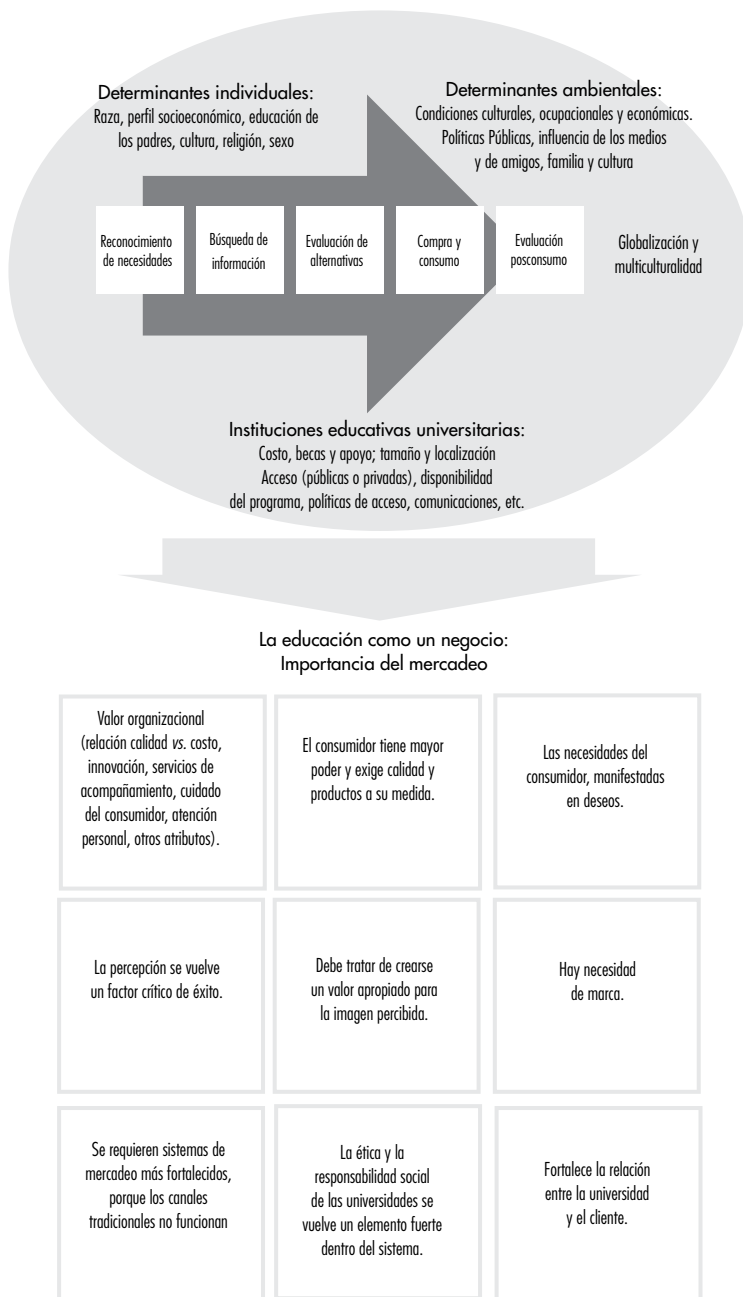 Determinantes individuales:
Raza, perfil socioeconómico, educación de
los padres, cultura, religión, sexo
Determinantes ambientales:
Condiciones culturales, ocupacionales y económicas.
Políticas Públicas, influencia de los medios
y de amigos, familia y cultura
Reconocimiento
de necesidades
Búsqueda de
información
Evaluación de
alternativas
Compra y
consumo
Evaluación
posconsumo
Globalización y
multiculturalidad
Instituciones educativas universitarias:
Costo, becas y apoyo; tamaño y localización
Acceso (públicas o privadas), disponibilidad
del programa, políticas de acceso, comunicaciones, etc.
La educación como un negocio:
Importancia del mercadeo
Valor organizacional
(relación calidad vs. costo,
innovación, servicios de
acompañamiento, cuidado
del consumidor, atención
personal, otros atributos).
El consumidor tiene mayor
poder y exige calidad y
productos a su medida.
Las necesidades del
consumidor, manifestadas
en deseos.
La percepción se vuelve
un factor crítico de éxito.
Debe tratar de crearse
un valor apropiado para
la imagen percibida.
Hay necesidad
de marca.
Se requieren sistemas de
mercadeo más fortalecidos,
porque los canales
tradicionales no funcionan
La ética y la
responsabilidad social
de las universidades se
vuelve un elemento fuerte
dentro del sistema.
Fortalece la relación
entre la universidad
y el cliente.